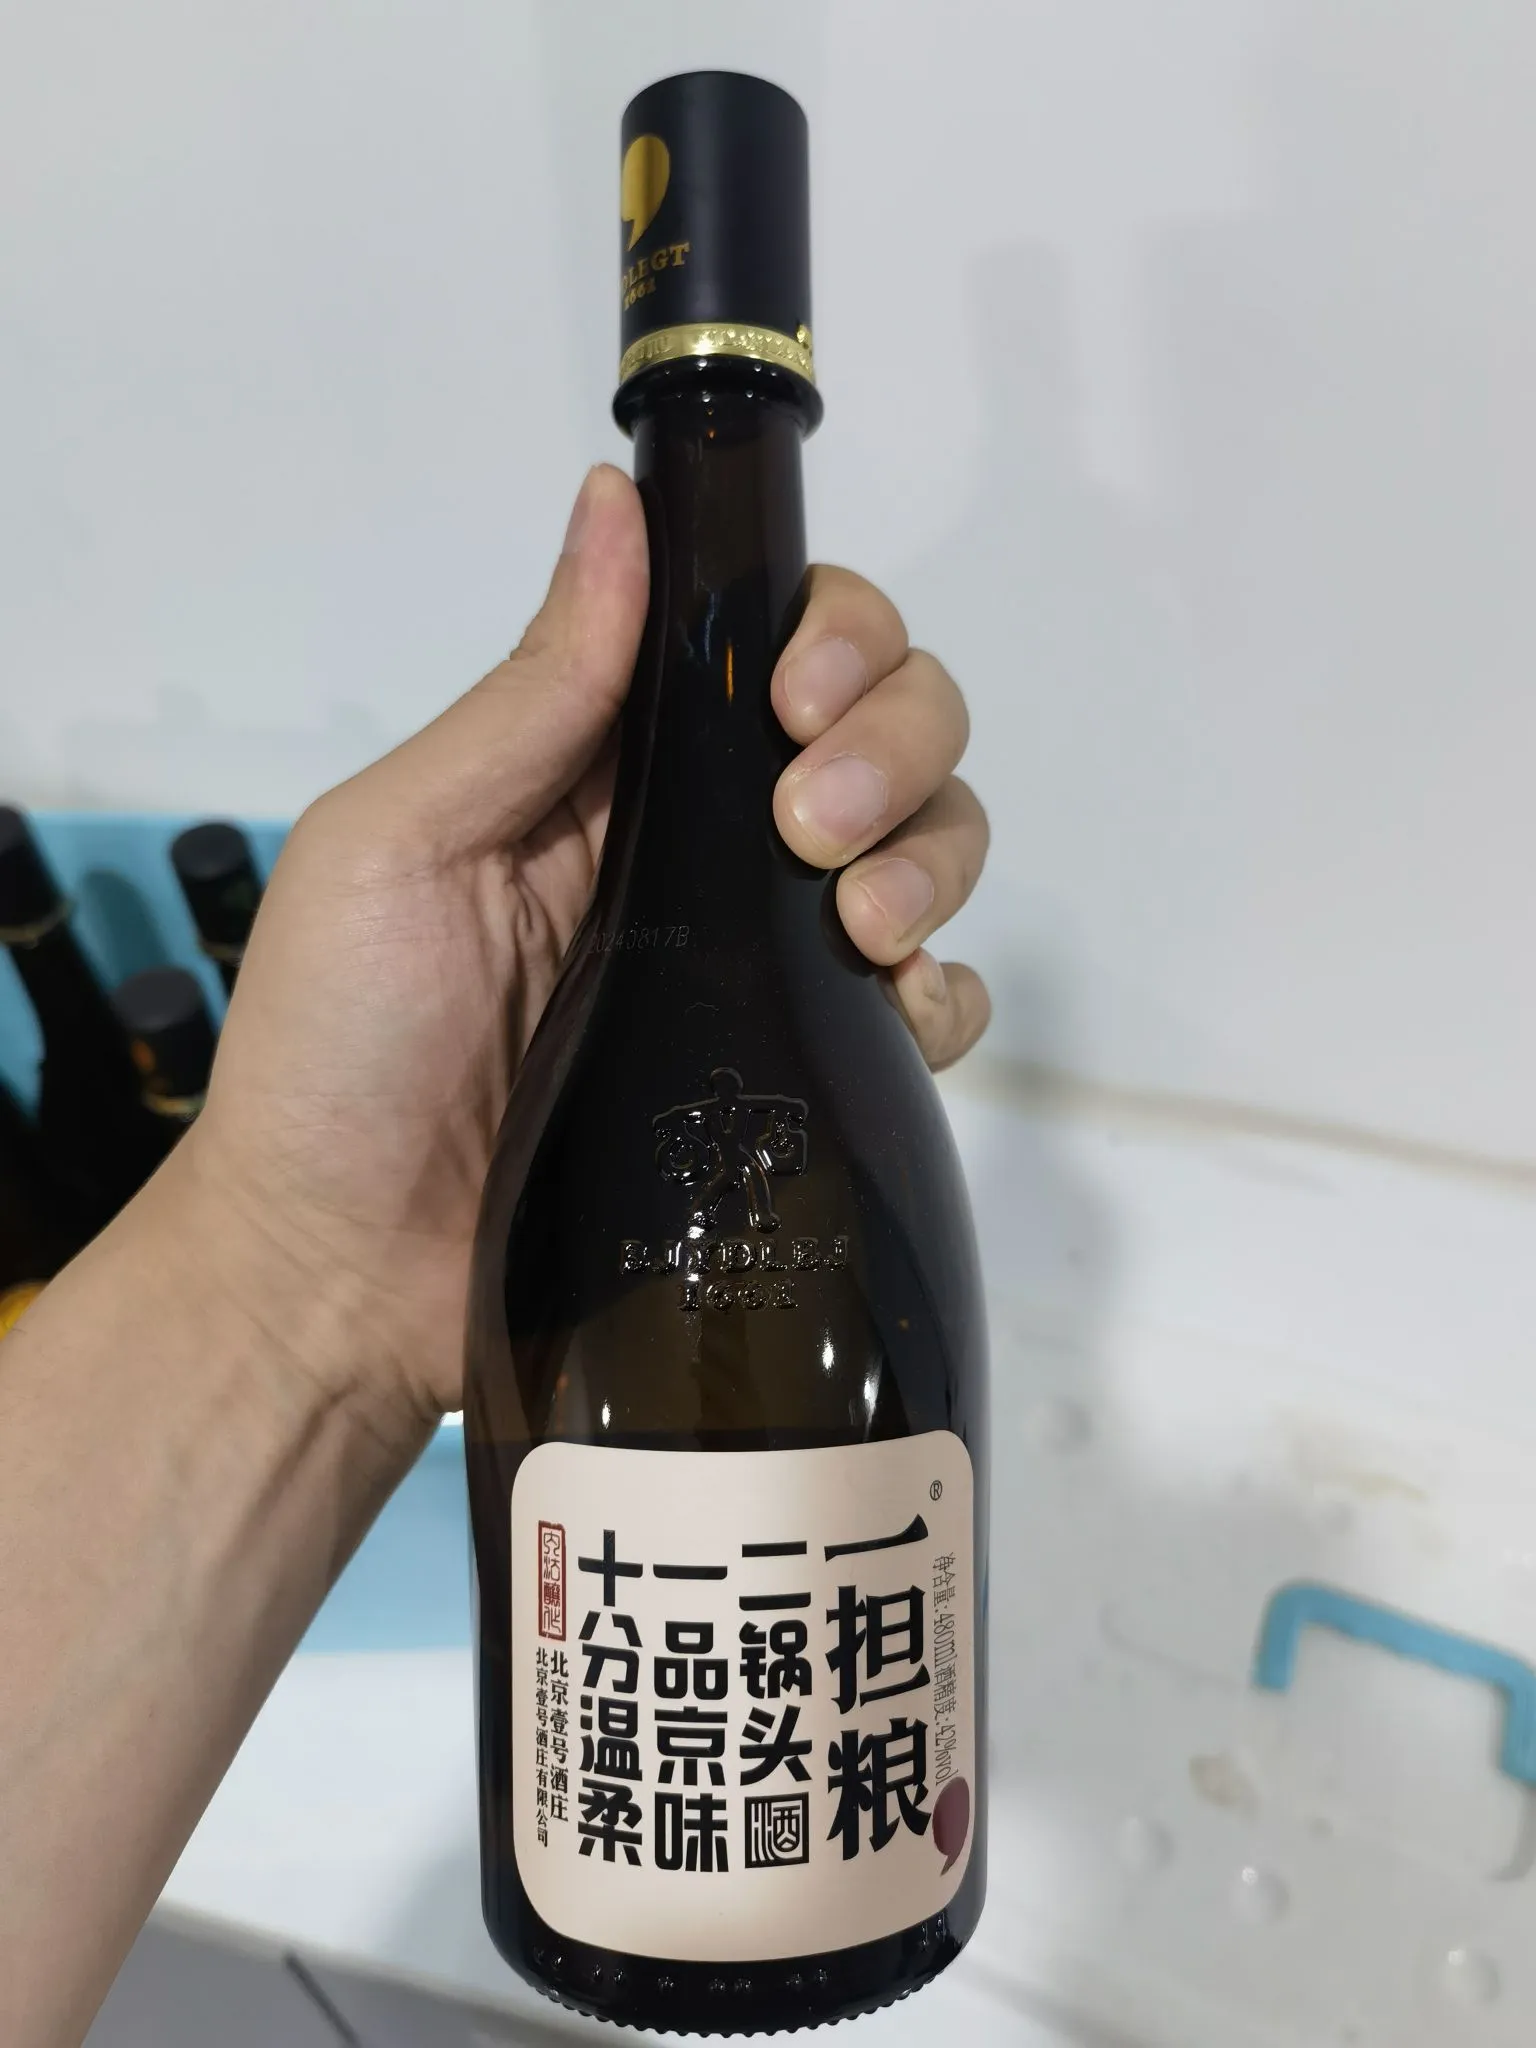 1661
20240817B
1661
®
一担粮
净含量:480ml 酒精度:42%vol
二锅头酒
一品京味
十分温柔
北京壹号酒庄
北京壹号酒庄有限公司